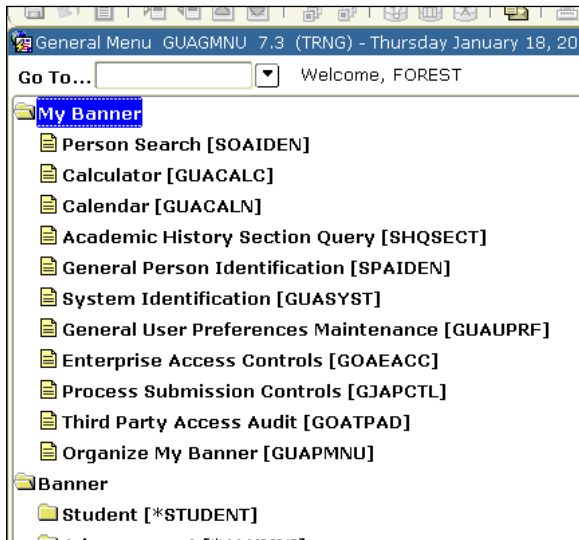 General Menu GUAGMNU 7.3 (TRNG) - Thursday January 18, 20
Go To... Welcome, FOREST
My Banner
Person Search [SOAIDEN]
Calculator [GUACALC]
Calendar [GUACALN]
Academic History Section Query [SHQSECT]
General Person Identification [SPAIDEN]
System Identification [GUASYST]
General User Preferences Maintenance [GUAUPRF]
Enterprise Access Controls [GOAEACC]
Process Submission Controls [GJAPCTL]
Third Party Access Audit [GOATPAD]
Organize My Banner [GUAPMNU]
Banner
Student [*STUDENT]